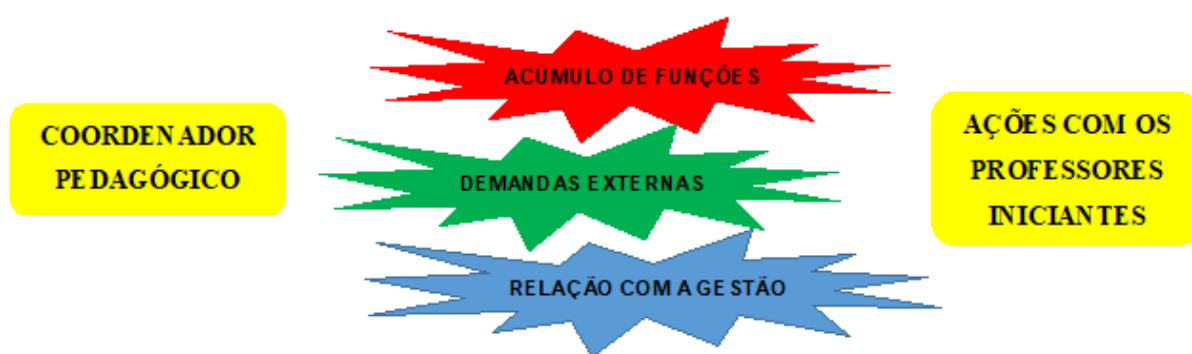 COORDENADOR
PEDAGÓGICO
ACÚMULO DE FUNÇÕES
DEMANDAS EXTERNAS
RELAÇÃO COM A GESTÃO
AÇÕES COM OS
PROFESSORES
INICIANTES